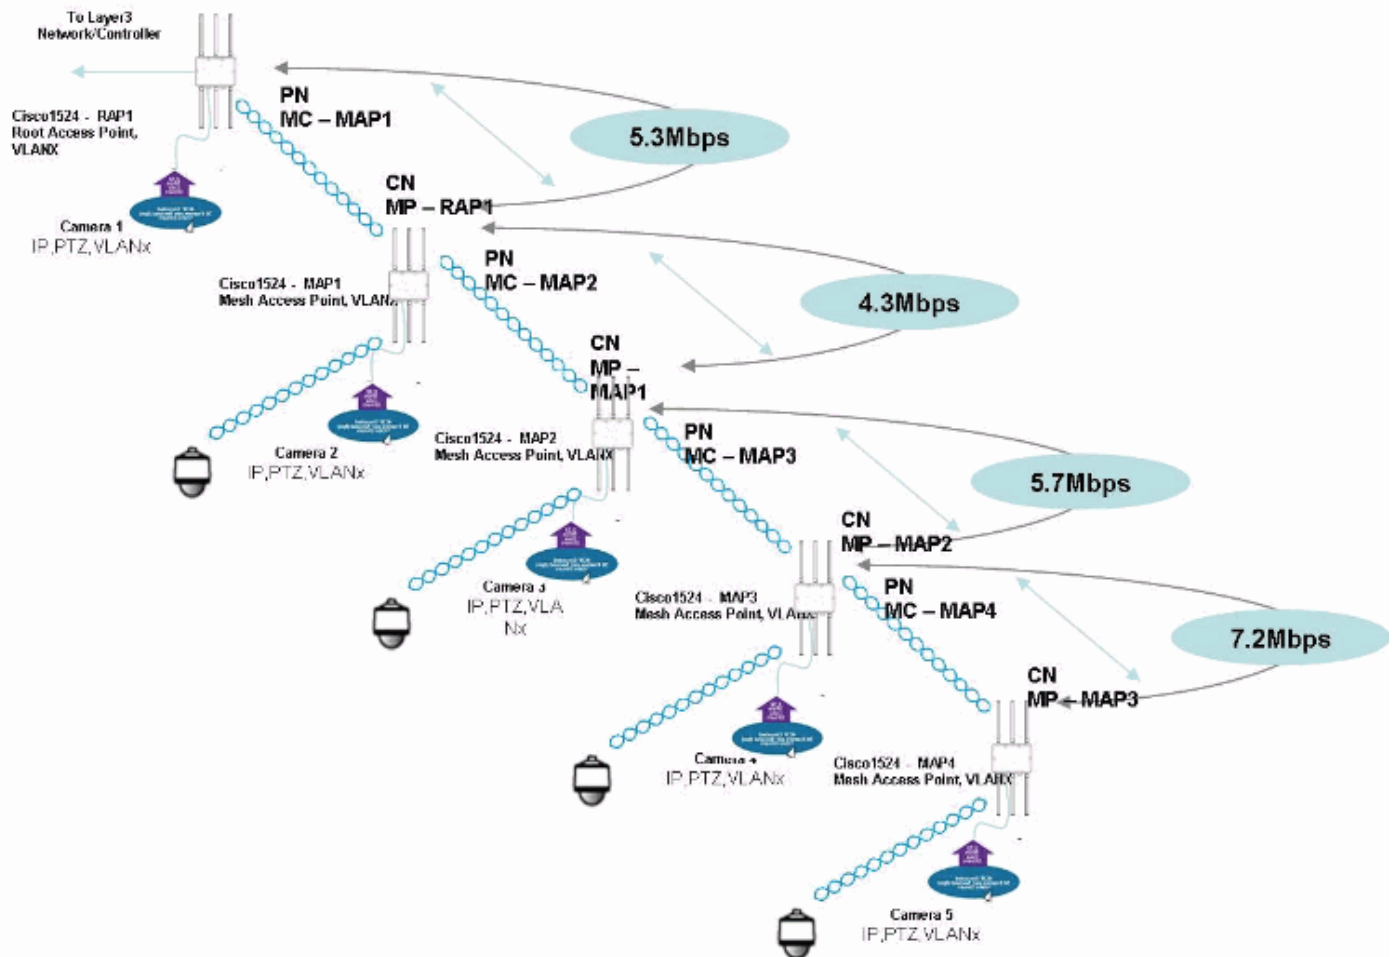 To Layer3
Network/Controller
Cisco1524 - RAP1
Root Access Point,
VLANX
PN
MC – MAP1
5.3Mbps
Camera 1
IP,PTZ,VLANx
CN
MP – RAP1
Cisco1524 - MAP1
Mesh Access Point, VLANX
PN
MC – MAP2
4.3Mbps
Camera 2
IP,PTZ,VLANx
CN
MP –
MAP1
Cisco1524 - MAP2
Mesh Access Point, VLANX
PN
MC – MAP3
5.7Mbps
Camera 3
IP,PTZ,VLA
Nx
CN
MP – MAP2
Cisco1524 - MAP3
Mesh Access Point, VLANX
PN
MC – MAP4
7.2Mbps
Camera 4
IP,PTZ,VLANx
CN
MP – MAP3
Cisco1524 - MAP4
Mesh Access Point, VLANX
Camera 5
IP,PTZ,VLANx